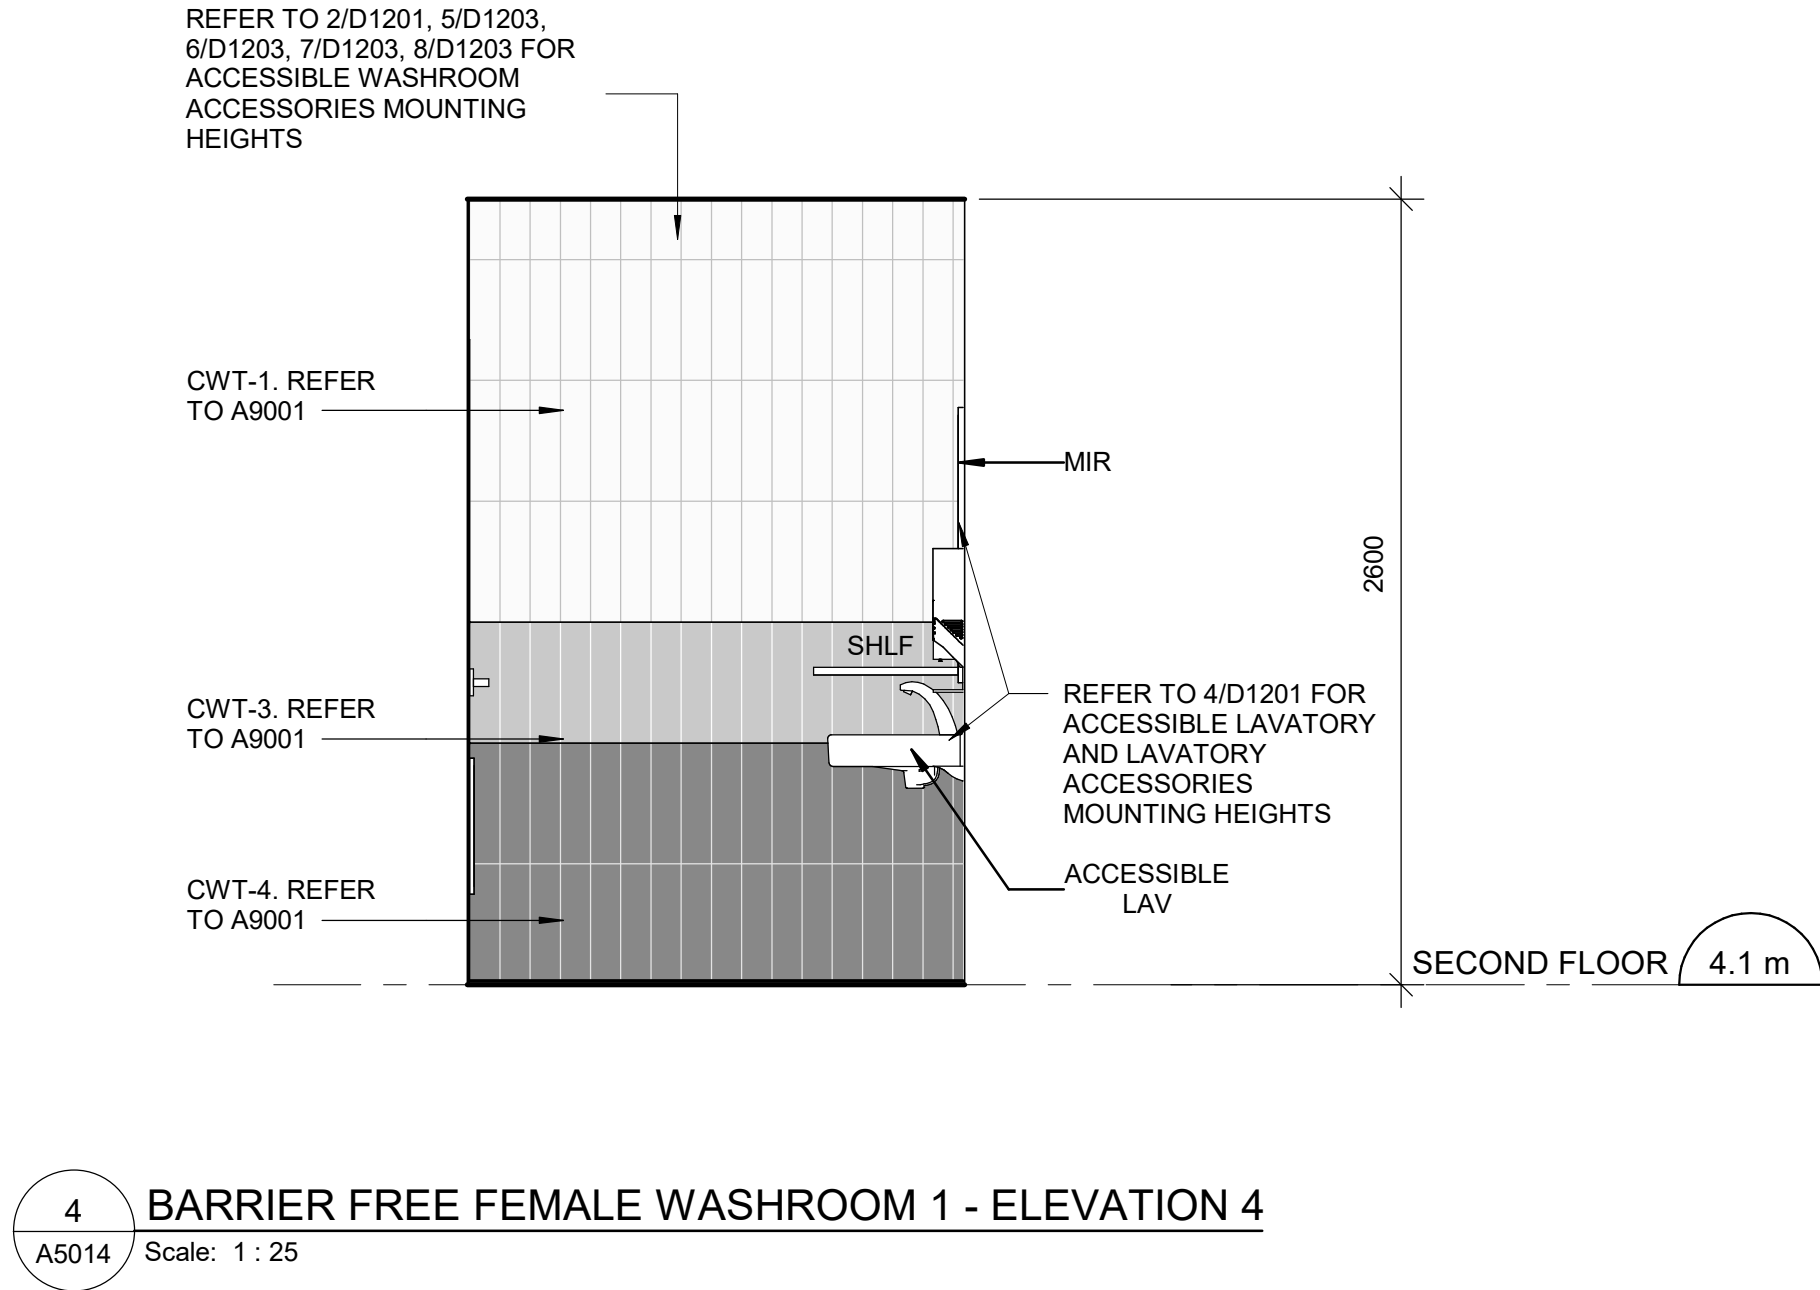 REFER TO 2/D1201, 5/D1203,
6/D1203, 7/D1203, 8/D1203 FOR
ACCESSIBLE WASHROOM
ACCESSORIES MOUNTING
HEIGHTS
CWT-1. REFER
TO A9001
MIR
2600
SHLF
CWT-3. REFER
TO A9001
REFER TO 4/D1201 FOR
ACCESSIBLE LAVATORY
AND LAVATORY
ACCESSORIES
MOUNTING HEIGHTS
CWT-4. REFER
TO A9001
ACCESSIBLE
LAV
SECOND FLOOR
4.1 m
4
A5014
BARRIER FREE FEMALE WASHROOM 1 - ELEVATION 4
Scale: 1 : 25